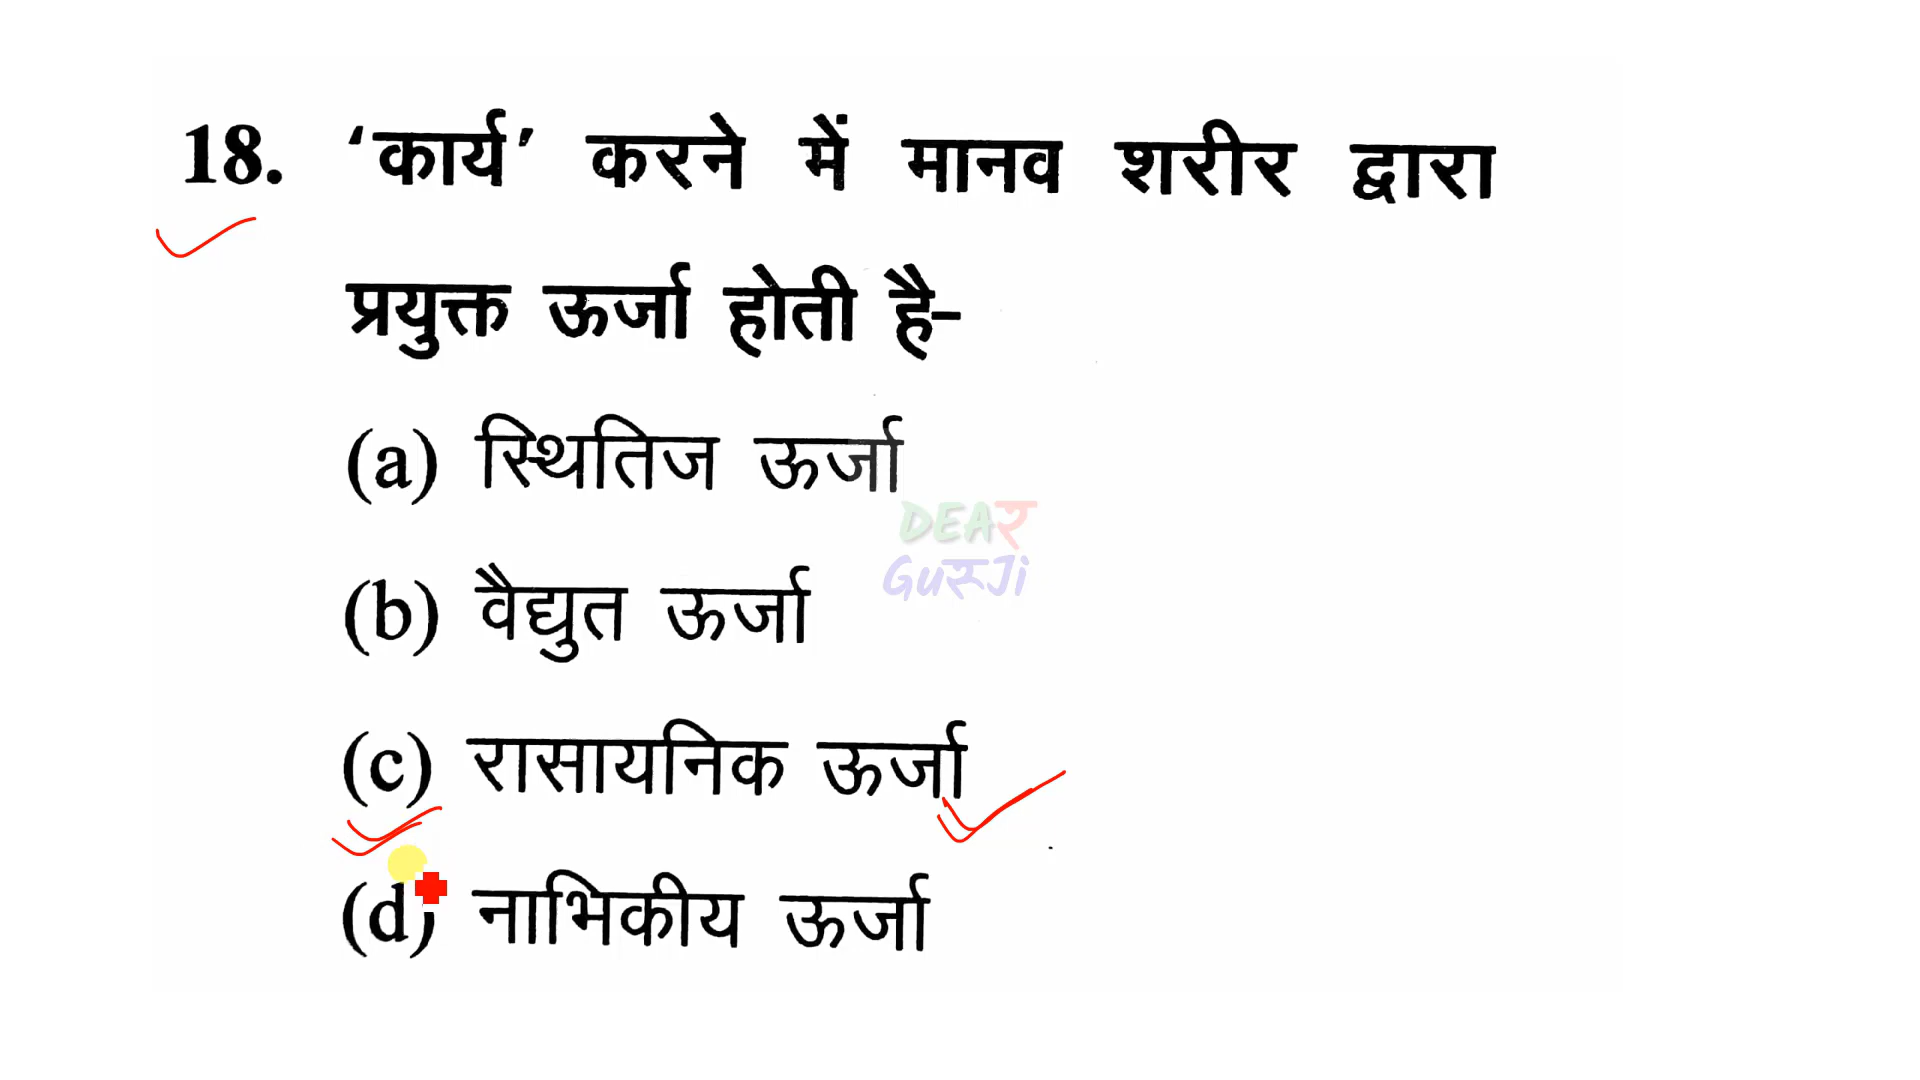 18. ‘कार्य’ करने में मानव शरीर द्वारा
प्रयुक्त ऊर्जा होती है-
(a) स्थितिज ऊर्जा
DEAR
GuruJi
(b) वैद्युत ऊर्जा
(c) रासायनिक ऊर्जा
(d) नाभिकीय ऊर्जा